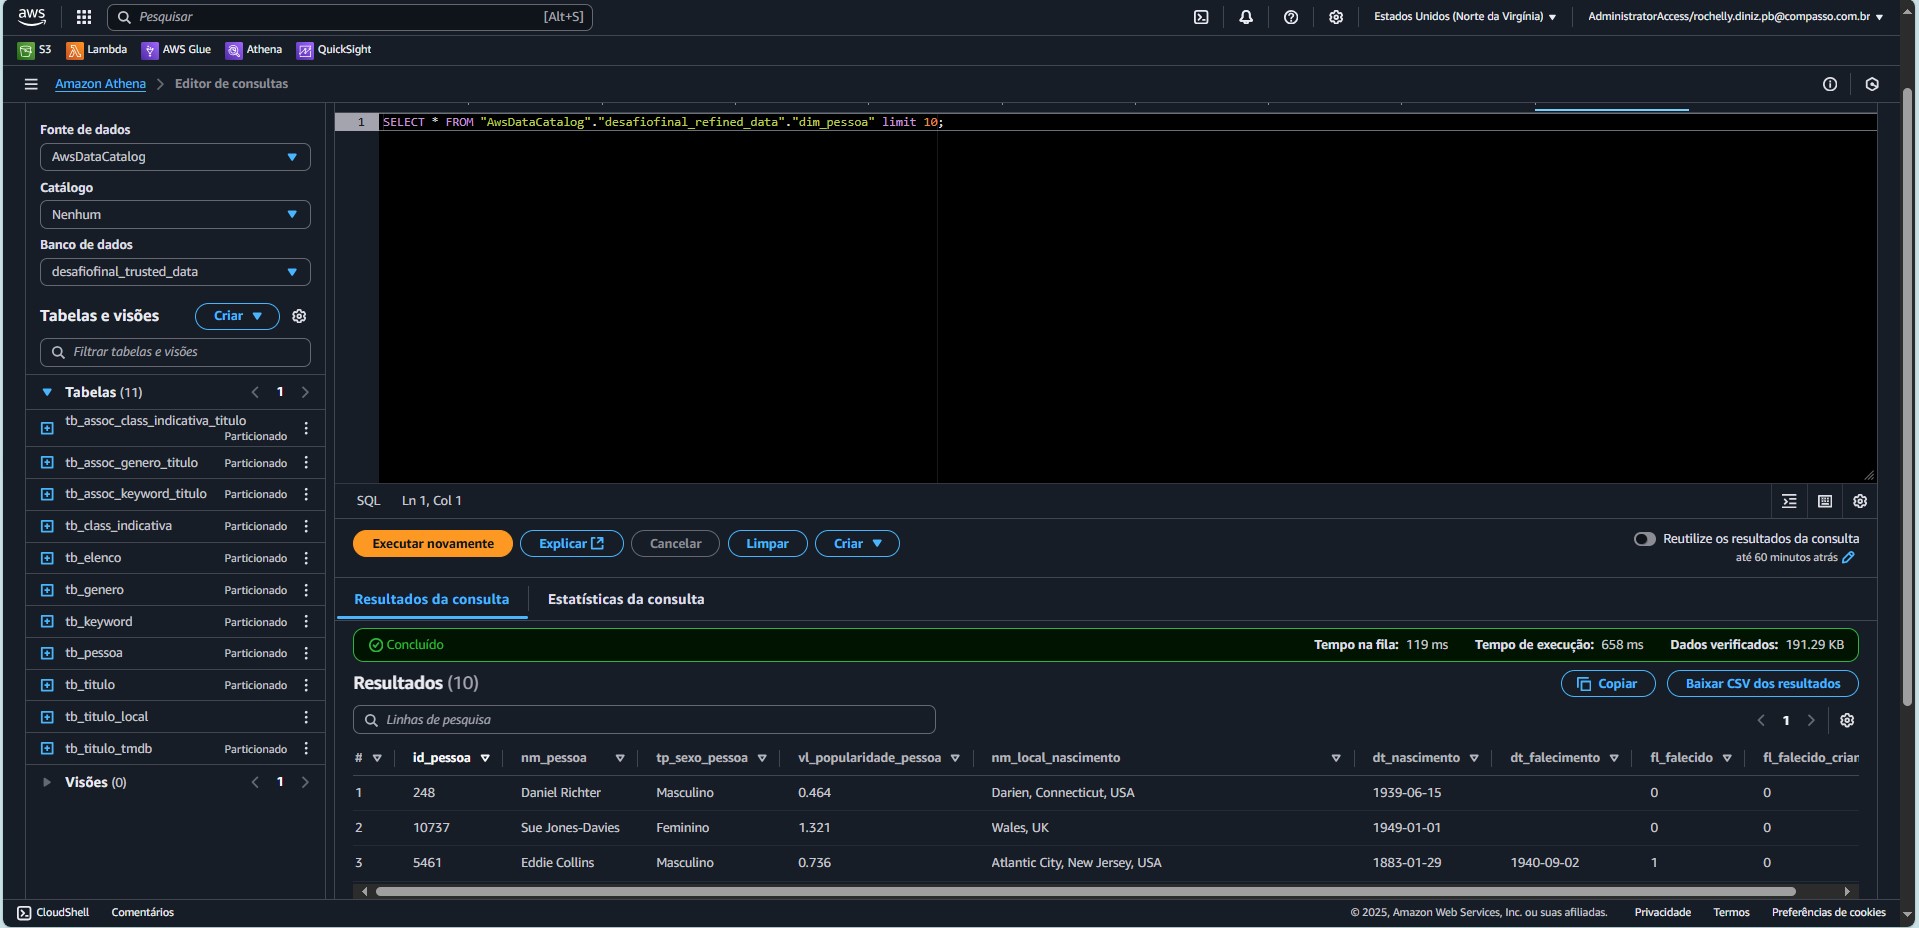 aws
Pesquisar [Alt+S] Estados Unidos (Norte da Virgínia) AdministratorAccess/rochelly.diniz.pb@compasso.com.br
S3 Lambda AWS Glue Athena QuickSight
Amazon Athena Editor de consultas
Fonte de dados
AwsDataCatalog
Catálogo
Nenhum
Banco de dados
desafiofinal_trusted_data
Tabelas e visões Criar
Filtrar tabelas e visões
Tabelas (11) 1
tb_assoc_class_indicativa_titulo
Particionado
tb_assoc_genero_titulo Particionado
tb_assoc_keyword_titulo Particionado
tb_class_indicativa Particionado
tb_elenco Particionado
tb_genero Particionado
tb_keyword Particionado
tb_pessoa Particionado
tb_titulo Particionado
tb_titulo_local
tb_titulo_tmdb Particionado
Visões (0) 1
1 SELECT * FROM "AwsDataCatalog"."desafiofinal_refined_data"."dim_pessoa" limit 10;
SQL Ln 1, Col 1
Executar novamente Explicar Cancelar Limpar Criar
Reutilize os resultados da consulta
até 60 minutos atrás
Resultados da consulta Estatísticas da consulta
Concluído Tempo na fila: 119 ms Tempo de execução: 658 ms Dados verificados: 191.29 KB
Resultados (10) Copiar Baixar CSV dos resultados
Linhas de pesquisa 1
# id_pessoa nm_pessoa tp_sexo_pessoa vl_popularidade_pessoa nm_local_nascimento dt_nascimento dt_falecimento fl_falecido fl_falecido_crian
1 248 Daniel Richter Masculino 0.464 Darien, Connecticut, USA 1939-06-15 0 0
2 10737 Sue Jones-Davies Feminino 1.321 Wales, UK 1949-01-01 0 0
3 5461 Eddie Collins Masculino 0.736 Atlantic City, New Jersey, USA 1883-01-29 1940-09-02 1 0
CloudShell Comentários © 2025, Amazon Web Services, Inc. ou suas afiliadas. Privacidade Termos Preferências de cookies